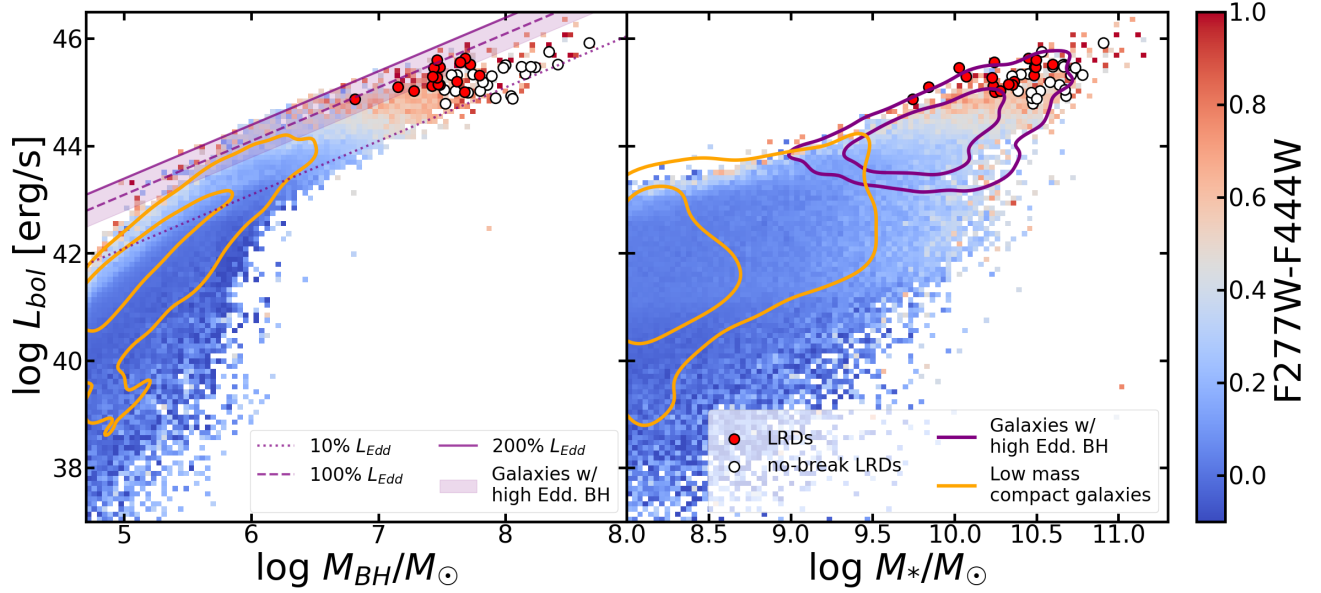 log L_bol [erg/s]
46
44
42
40
38
5
6
7
8
log M_BH/M_⊙
10% L_Edd
100% L_Edd
200% L_Edd
Galaxies w/
high Edd. BH
8.0
8.5
9.0
9.5
10.0
10.5
11.0
log M_*/M_⊙
LRDs
no-break LRDs
Galaxies w/
high Edd. BH
Low mass
compact galaxies
1.0
0.8
0.6
0.4
0.2
0.0
F277W-F444W